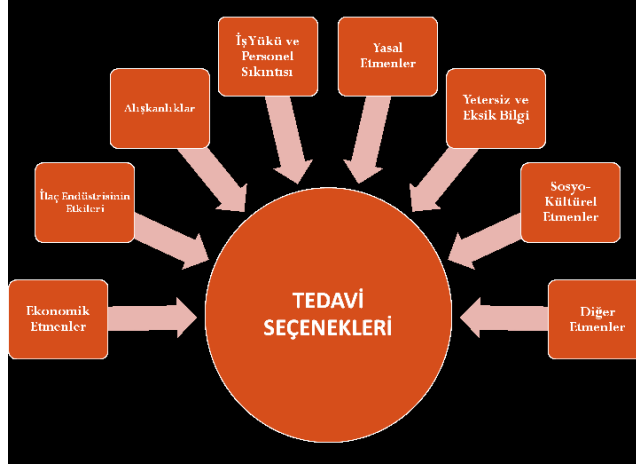 İş Yükü ve
Personel
Sıkıntısı
Yasal
Etmenler
Alışkanlıklar
Yetersiz ve
Eksik Bilgi
İlaç Endüstrisinin
Etkileri
Sosyo-
Kültürel
Etmenler
Ekonomik
Etmenler
TEDAVİ
SEÇENEKLERİ
Diğer
Etmenler